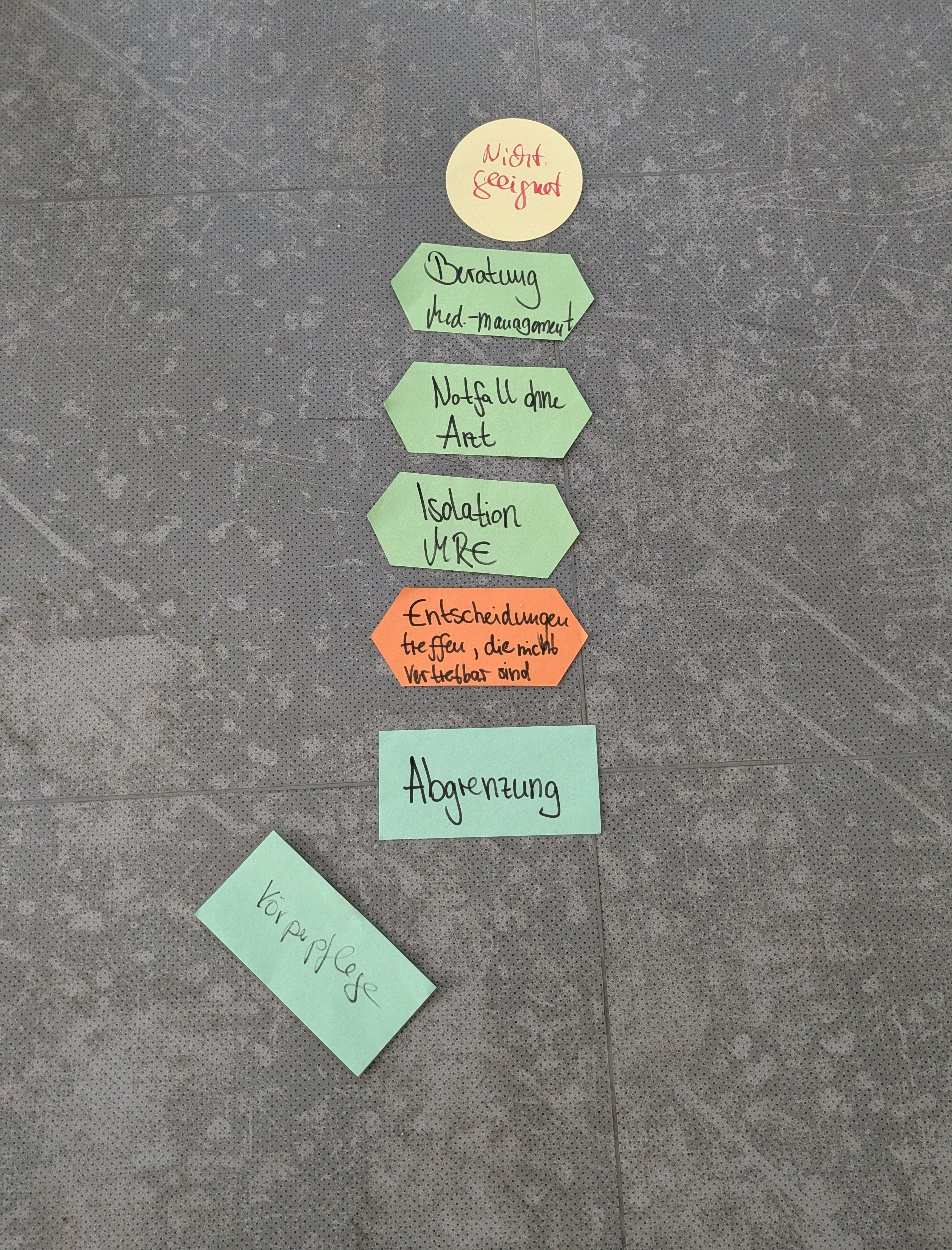 Nicht
geeignet
Beratung
Med.-management
Notfall ohne
Arzt
Isolation
MRE
Entscheidungen
treffen, die nicht
vertretbar sind
Abgrenzung
Körperpflege